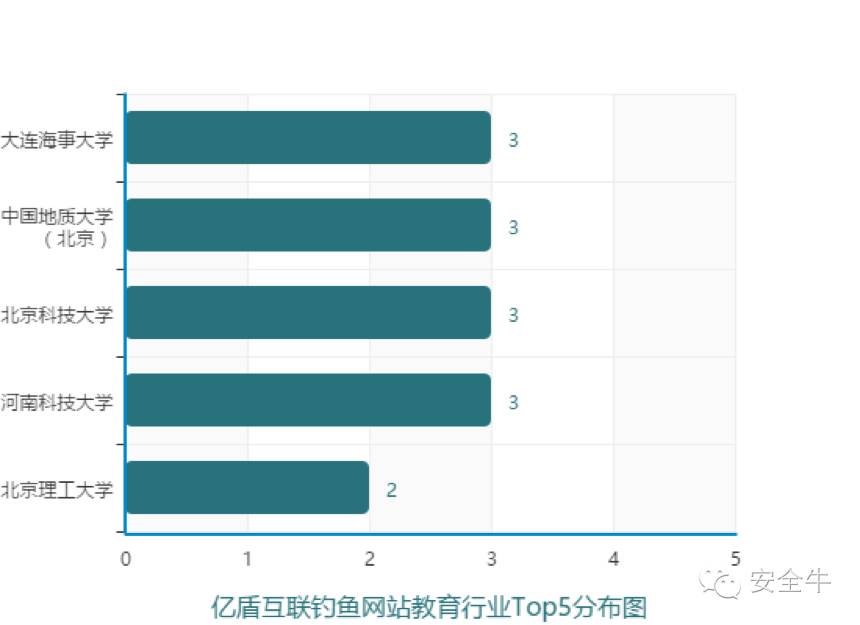 大连海事大学
3
中国地质大学
（北京）
3
北京科技大学
3
河南科技大学
3
北京理工大学
2
0 1 2 3 4 5
亿盾互联钓鱼网站教育行业Top5分布图
安全牛